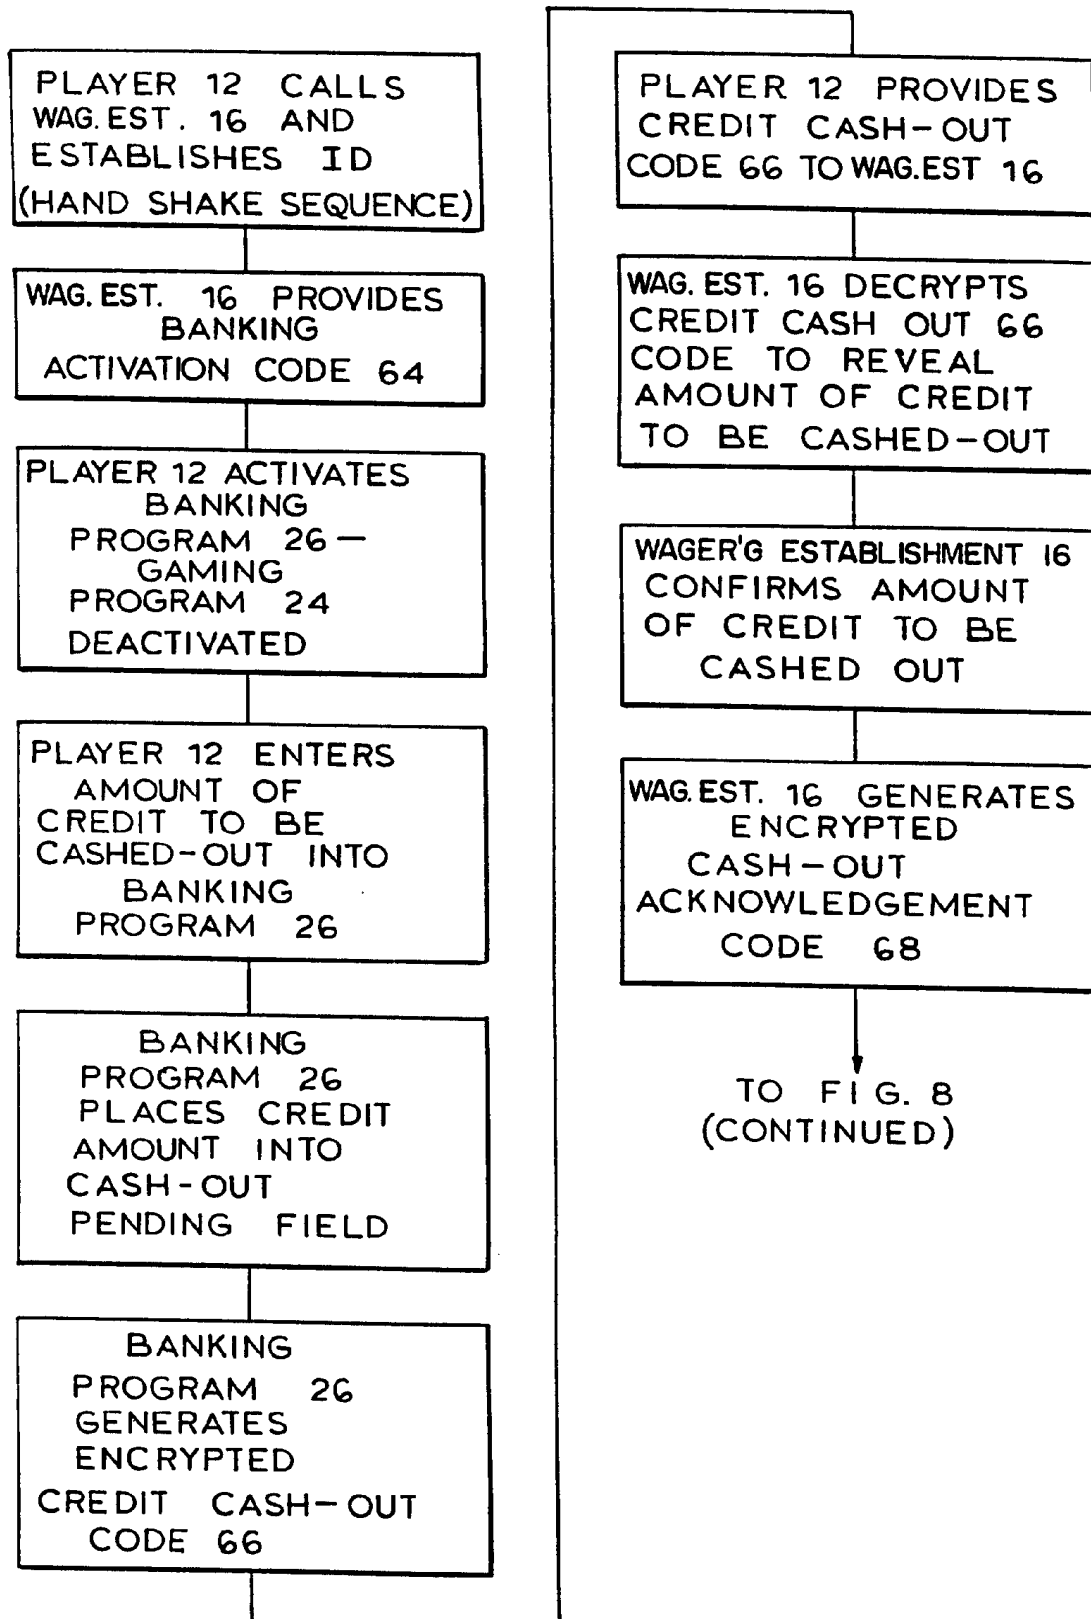 PLAYER 12 CALLS
WAG. EST. 16 AND
ESTABLISHES ID
(HAND SHAKE SEQUENCE)
WAG. EST. 16 PROVIDES
BANKING
ACTIVATION CODE 64
PLAYER 12 ACTIVATES
BANKING
PROGRAM 26 —
GAMING
PROGRAM 24
DEACTIVATED
PLAYER 12 ENTERS
AMOUNT OF
CREDIT TO BE
CASHED-OUT INTO
BANKING
PROGRAM 26
BANKING
PROGRAM 26
PLACES CREDIT
AMOUNT INTO
CASH-OUT
PENDING FIELD
BANKING
PROGRAM 26
GENERATES
ENCRYPTED
CREDIT CASH-OUT
CODE 66
PLAYER 12 PROVIDES
CREDIT CASH-OUT
CODE 66 TO WAG.EST 16
WAG. EST. 16 DECRYPTS
CREDIT CASH OUT 66
CODE TO REVEAL
AMOUNT OF CREDIT
TO BE CASHED-OUT
WAGER'G ESTABLISHMENT 16
CONFIRMS AMOUNT
OF CREDIT TO BE
CASHED OUT
WAG. EST. 16 GENERATES
ENCRYPTED
CASH-OUT
ACKNOWLEDGEMENT
CODE 68
TO FIG. 8
(CONTINUED)